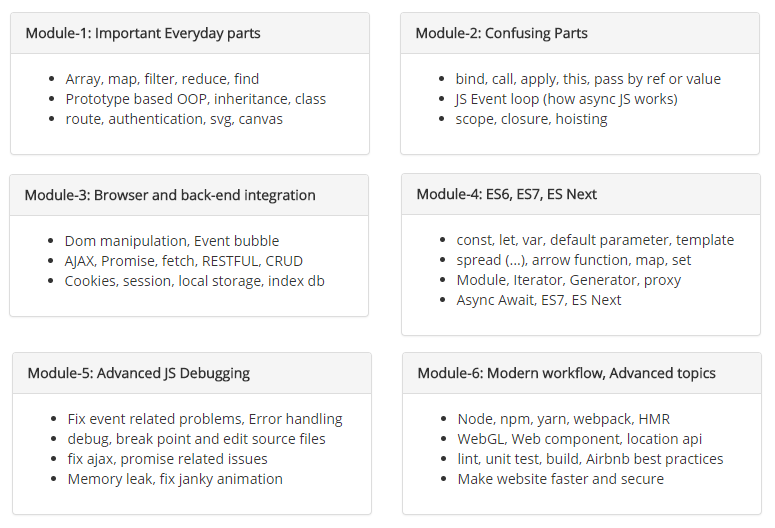 Module-1: Important Everyday parts
Array, map, filter, reduce, find
Prototype based OOP, inheritance, class
route, authentication, svg, canvas
Module-2: Confusing Parts
bind, call, apply, this, pass by ref or value
JS Event loop (how async JS works)
scope, closure, hoisting
Module-3: Browser and back-end integration
Dom manipulation, Event bubble
AJAX, Promise, fetch, RESTFUL, CRUD
Cookies, session, local storage, index db
Module-4: ES6, ES7, ES Next
const, let, var, default parameter, template
spread (...), arrow function, map, set
Module, Iterator, Generator, proxy
Async Await, ES7, ES Next
Module-5: Advanced JS Debugging
Fix event related problems, Error handling
debug, break point and edit source files
fix ajax, promise related issues
Memory leak, fix janky animation
Module-6: Modern workflow, Advanced topics
Node, npm, yarn, webpack, HMR
WebGL, Web component, location api
lint, unit test, build, Airbnb best practices
Make website faster and secure